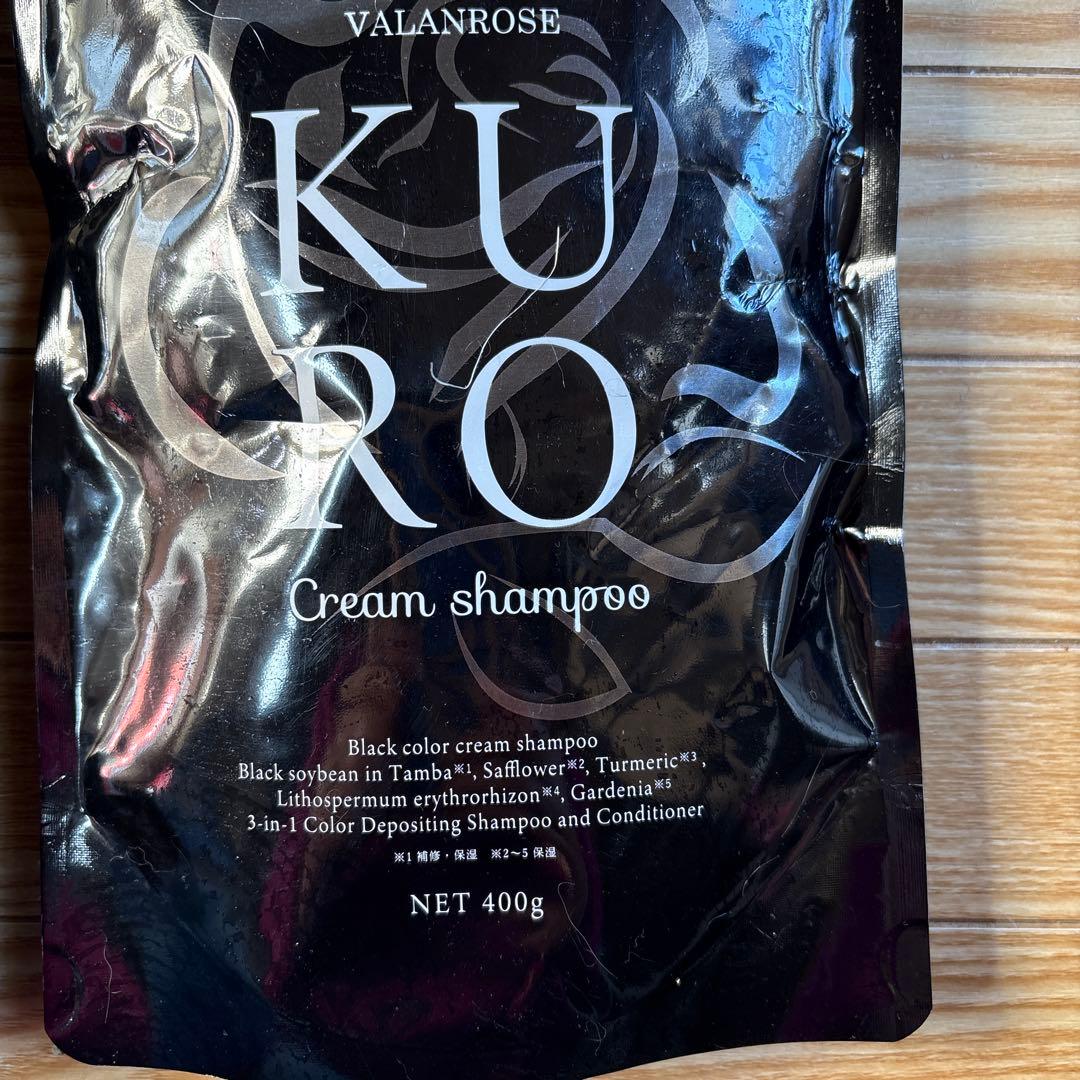 VALANROSE
KU
RO
Cream shampoo
Black color cream shampoo
Black soybean in Tamba※1, Safflower※2, Turmeric※3,
Lithospermum erythrorhizon※4, Gardenia※5
3-in-1 Color Depositing Shampoo and Conditioner
※1 補修・保湿 ※2～5 保湿
NET 400g